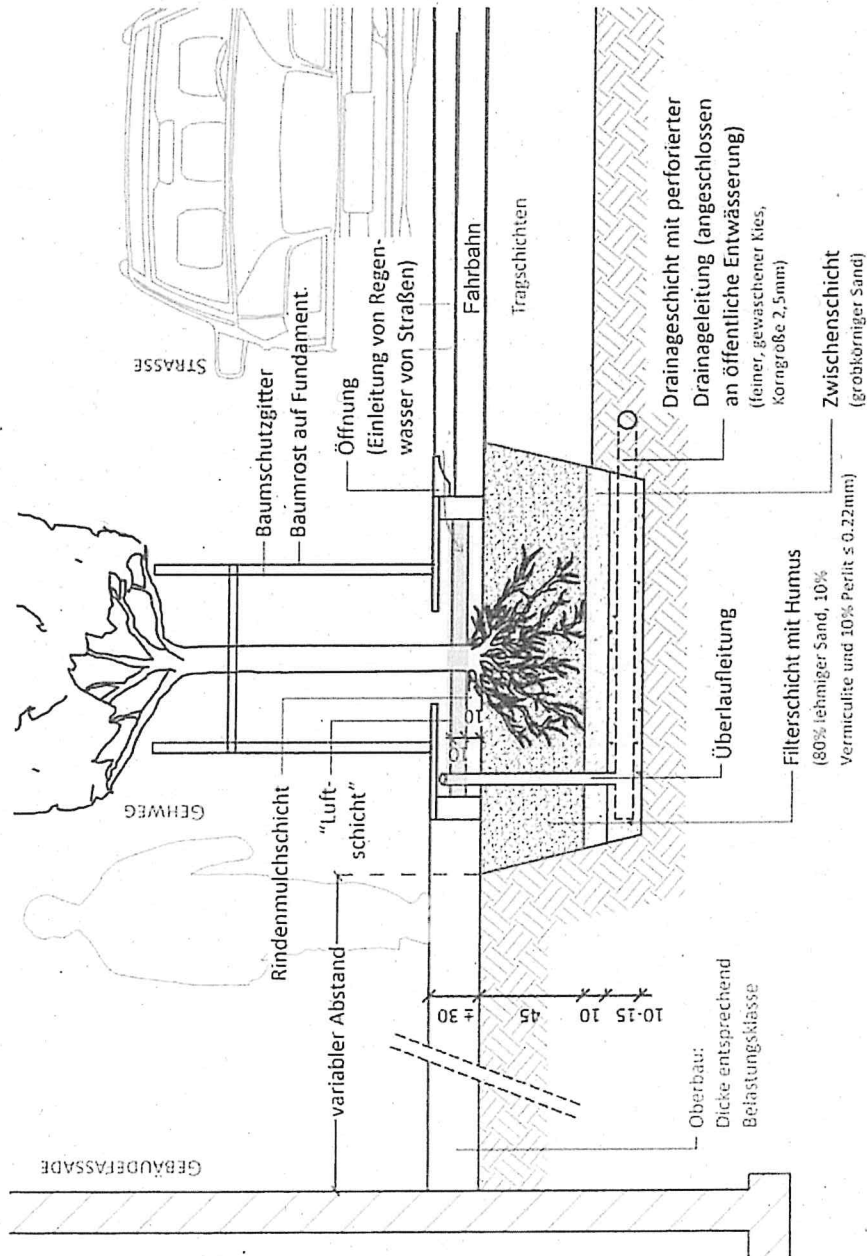 STRASSE
GEHWEG
GEBÄUDEFASSADE
Baumschutzgitter
Baumrost auf Fundament.
Öffnung
(Einleitung von Regen-
wasser von Straßen)
Fahrbahn
Tragschichten
Rindenmulchschicht
"Luft-
schicht"
variabler Abstand
10
10
± 30
45
10
10-15
Oberbau:
Dicke entsprechend
Belastungsklasse
Überlaufleitung
Filterschicht mit Humus
(80% lehmiger Sand, 10%
Vermiculite und 10% Perlit ≤ 0.22mm)
Drainageschicht mit perforierter
Drainageleitung (angeschlossen
an öffentliche Entwässerung)
(feiner, gewaschener Kies,
Korngröße 2,5mm)
Zwischenschicht
(grobkörniger Sand)